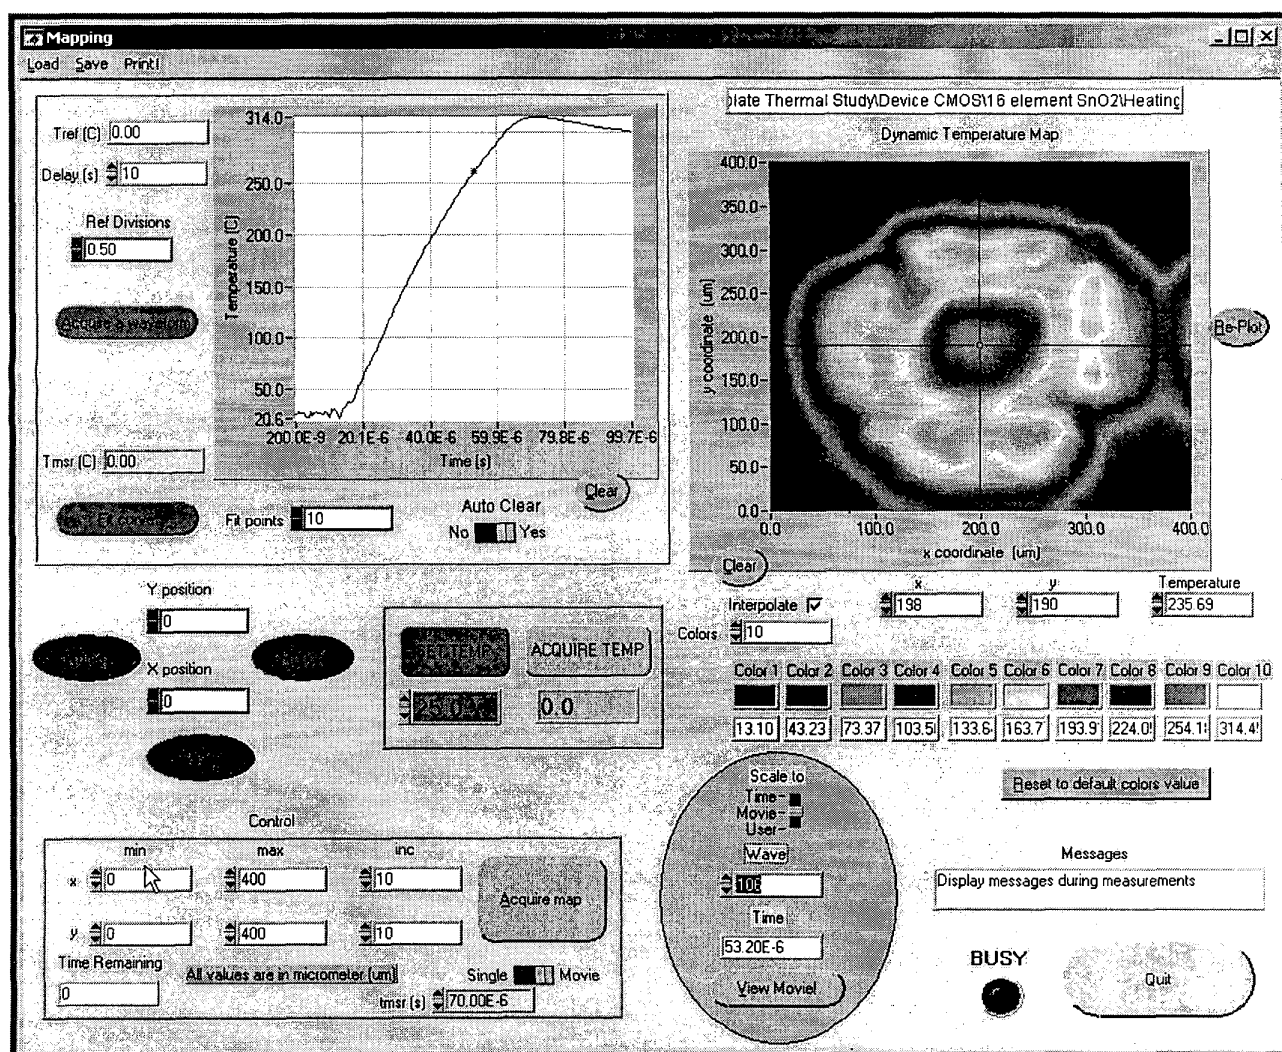 Mapping
Load Save Print!
Tref (C) 0.00
Delay (s) 10
Ref Divisions
0.50
Acquire a waveform
Tmsr (C) 0.00
Fit curve
Fit points 10
Auto Clear
No Yes
Clear
314.0
250.0
200.0
150.0
100.0
50.0
20.6
Temperature (C)
200.0E-9 20.1E-6 40.0E-6 59.9E-6 79.8E-6 99.7E-6
Time (s)
plate Thermal Study\Device CMOS\16 element SnO2\Heating
Dynamic Temperature Map
400.0
350.0
300.0
250.0
200.0
150.0
100.0
50.0
0.0
y coordinate (um)
0.0 100.0 200.0 300.0 400.0
x coordinate (um)
Re-Plot
Clear
x y Temperature
198 190 235.69
Interpolate
Colors 10
Color 1 Color 2 Color 3 Color 4 Color 5 Color 6 Color 7 Color 8 Color 9 Color 10
13.10 43.23 73.37 103.5 133.6 163.7 193.9 224.0 254.1 314.4
Reset to default colors value
Y position
0
X position
0
SET TEMP ACQUIRE TEMP
25.0 0.0
Control
min max inc
x 0 400 10
y 0 400 10
Acquire map
Time Remaining
0
All values are in micrometer (um)
Single Movie
tmsr (s) 70.00E-6
Scale to
Time
Movie
User
Wave
106
Time
53.20E-6
View Movie!
Messages
Display messages during measurements
BUSY
Quit